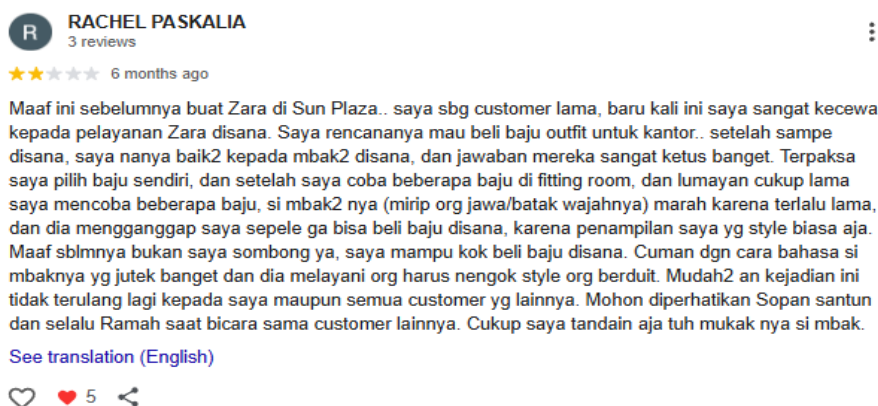 R
RACHEL PASKALIA
3 reviews
6 months ago
Maaf ini sebelumnya buat Zara di Sun Plaza.. saya sbg customer lama, baru kali ini saya sangat kecewa
kepada pelayanan Zara disana. Saya rencananya mau beli baju outfit untuk kantor.. setelah sampe
disana, saya nanya baik2 kepada mbak2 disana, dan jawaban mereka sangat ketus banget. Terpaksa
saya pilih baju sendiri, dan setelah saya coba beberapa baju di fitting room, dan lumayan cukup lama
saya mencoba beberapa baju, si mbak2 nya (mirip org jawa/batak wajahnya) marah karena terlalu lama,
dan dia mengganggap saya sepele ga bisa beli baju disana, karena penampilan saya yg style biasa aja.
Maaf sblmnya bukan saya sombong ya, saya mampu kok beli baju disana. Cuman dgn cara bahasa si
mbaknya yg jutek banget dan dia melayani org harus nengok style org berduit. Mudah2 an kejadian ini
tidak terulang lagi kepada saya maupun semua customer yg lainnya. Mohon diperhatikan Sopan santun
dan selalu Ramah saat bicara sama customer lainnya. Cukup saya tandain aja tuh mukak nya si mbak.
See translation (English)
5